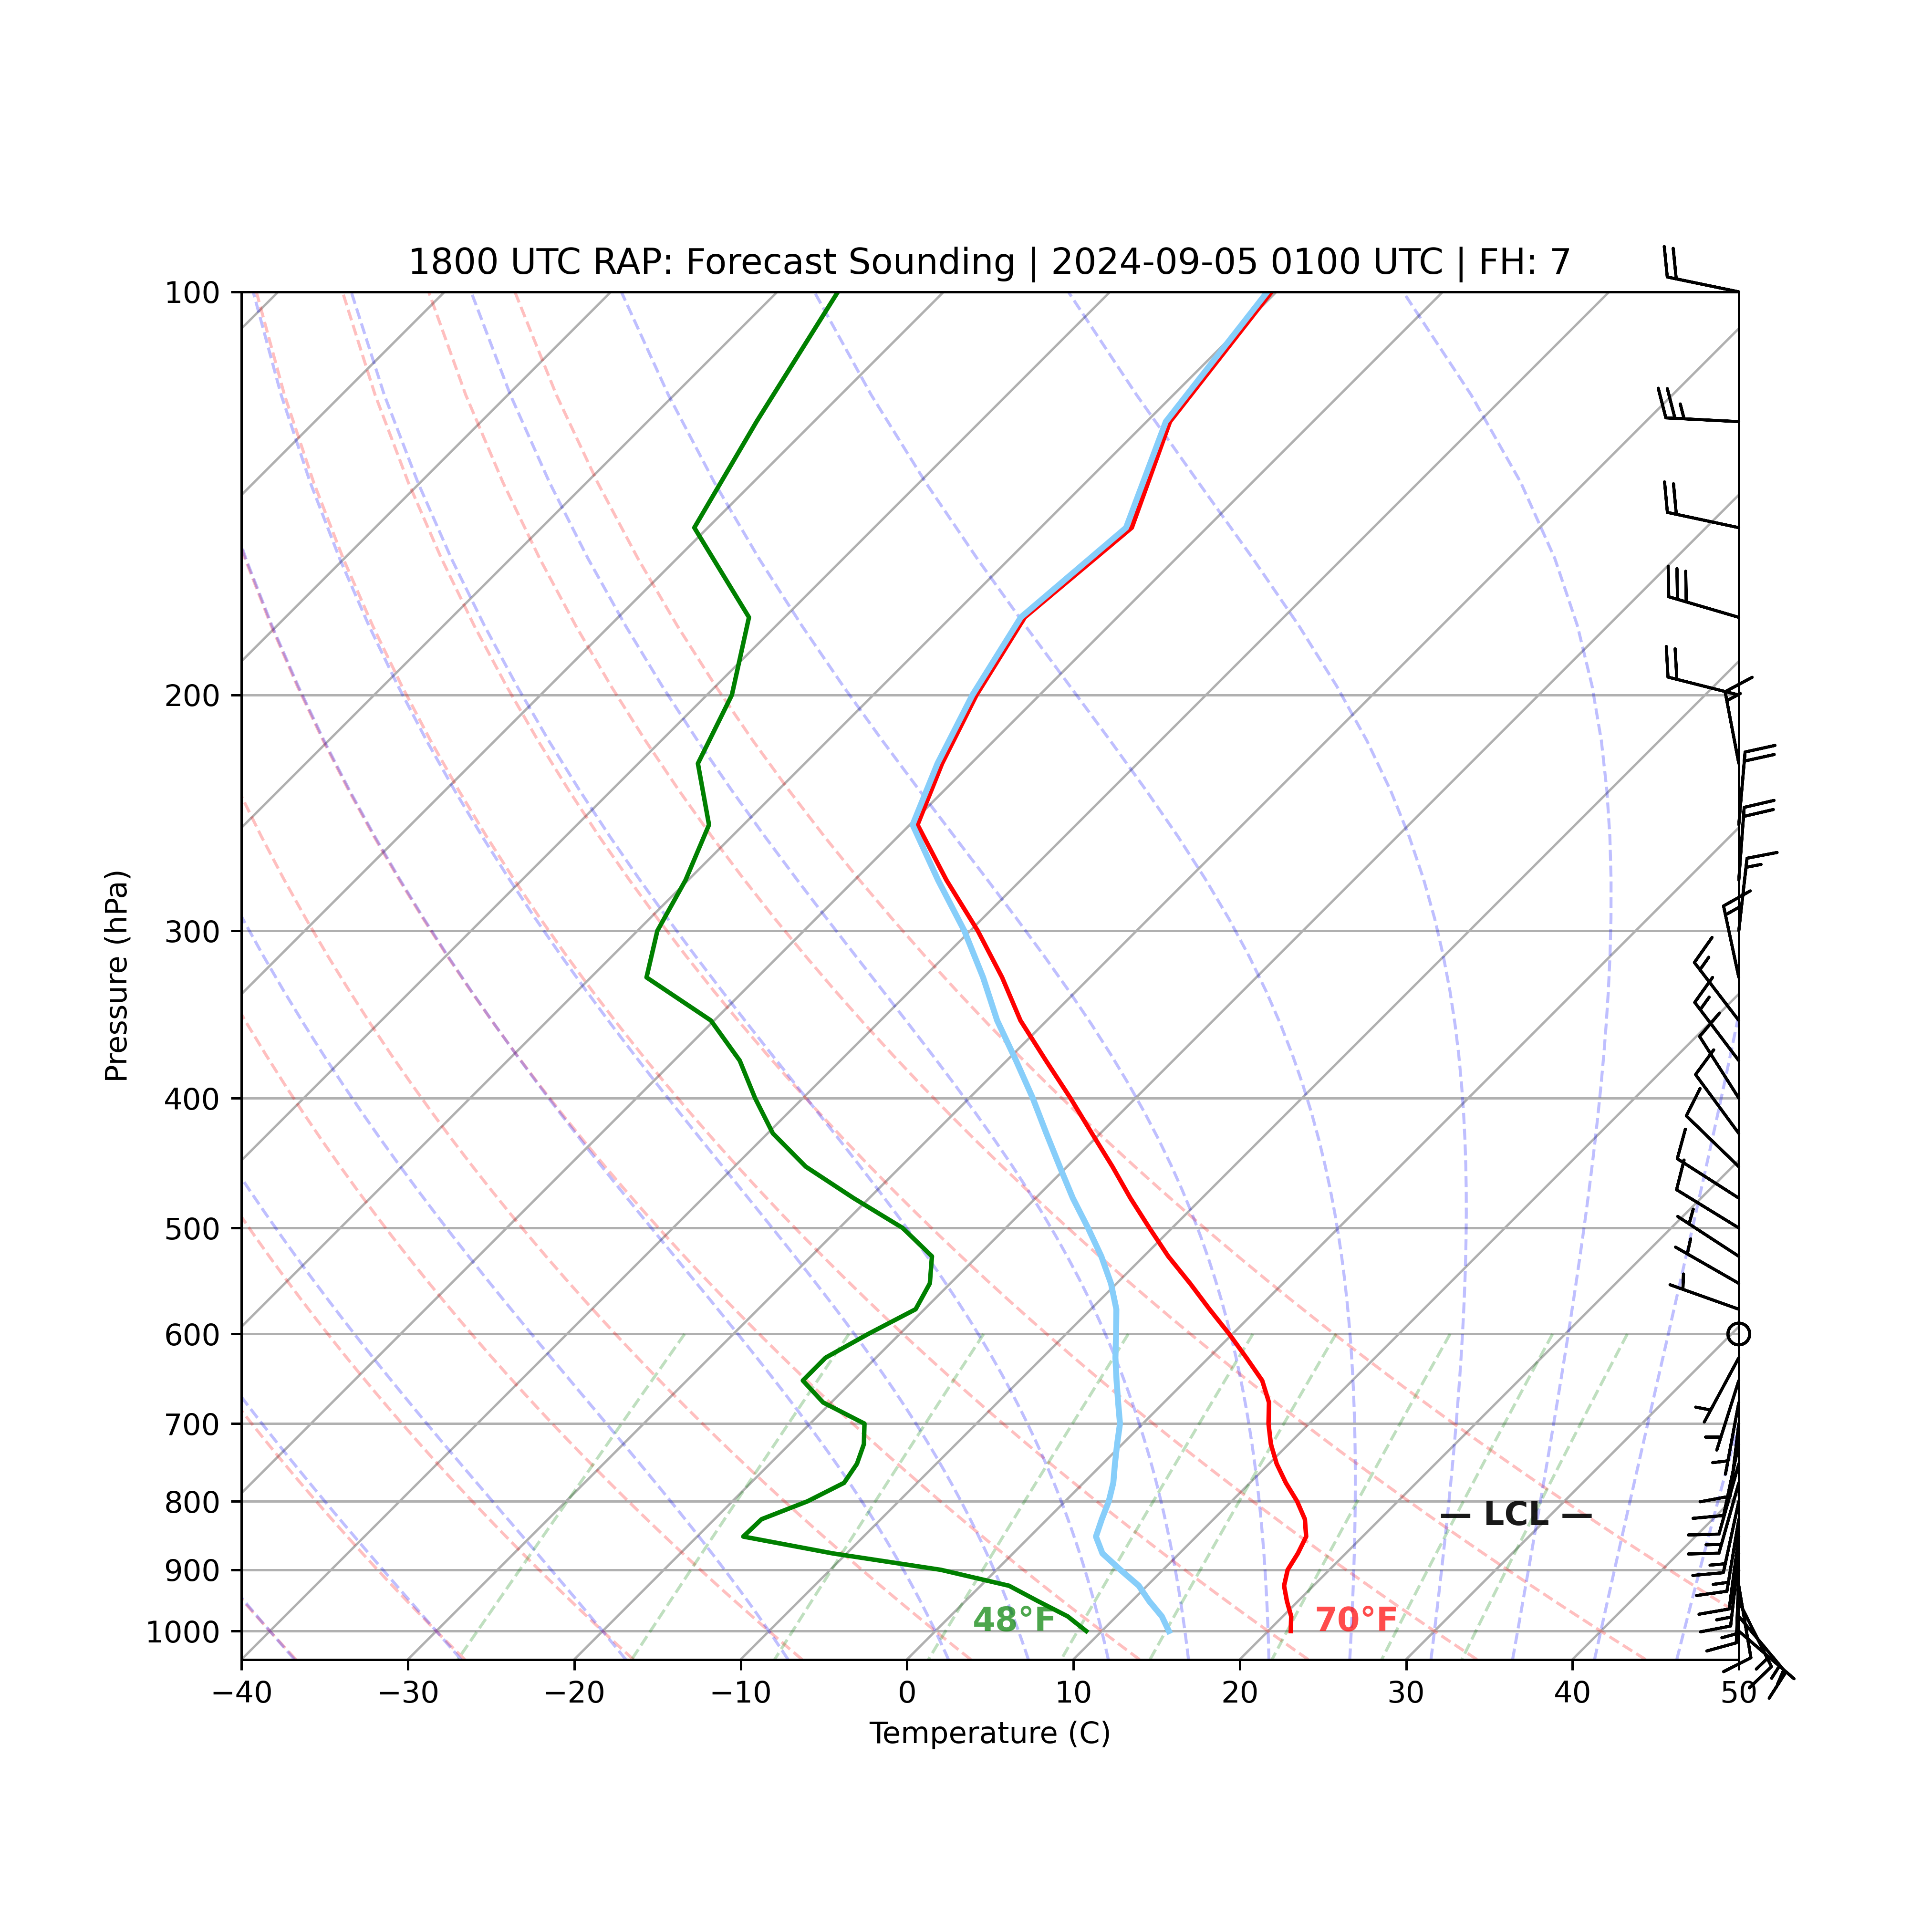 1800 UTC RAP: Forecast Sounding | 2024-09-05 0100 UTC | FH: 7
100
200
300
400
500
600
700
800
900
1000
Pressure (hPa)
— LCL —
48°F
70°F
−40 −30 −20 −10 0 10 20 30 40 50
Temperature (C)